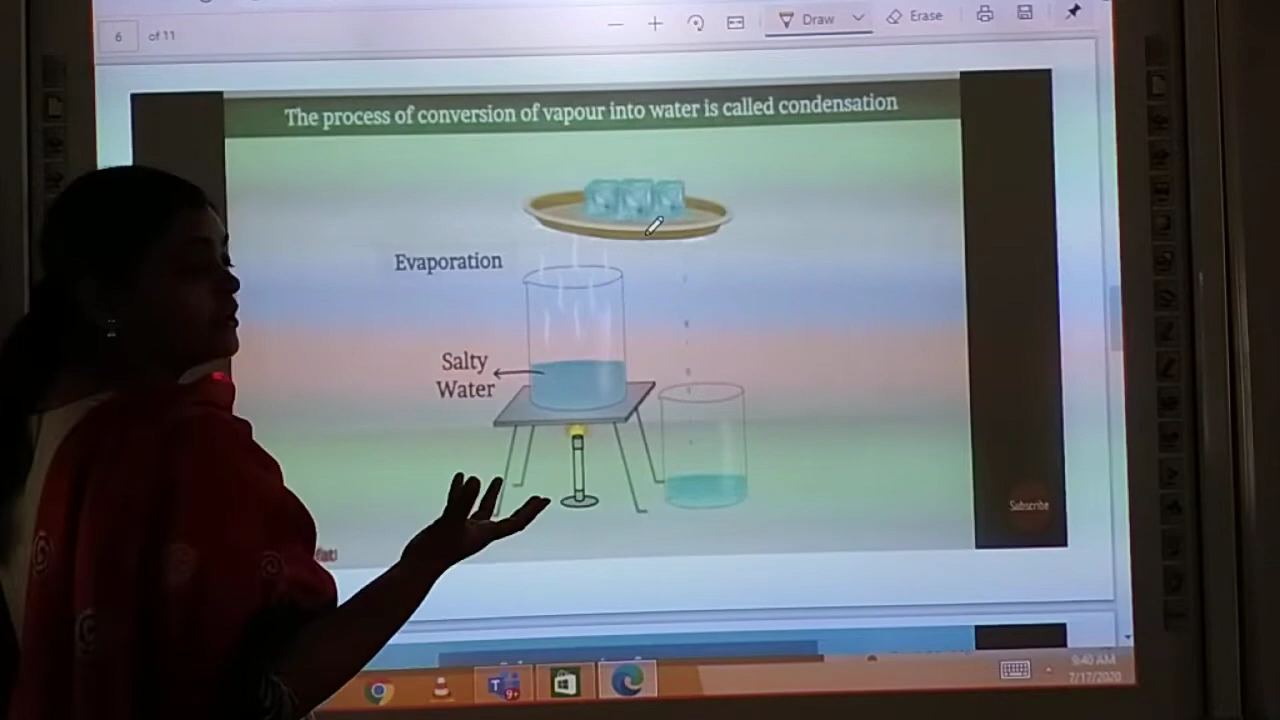 6 of 11
Draw
Erase
The process of conversion of vapour into water is called condensation
Evaporation
Salty
Water
Subscribe
T
9+
9:40 AM
7/17/2020